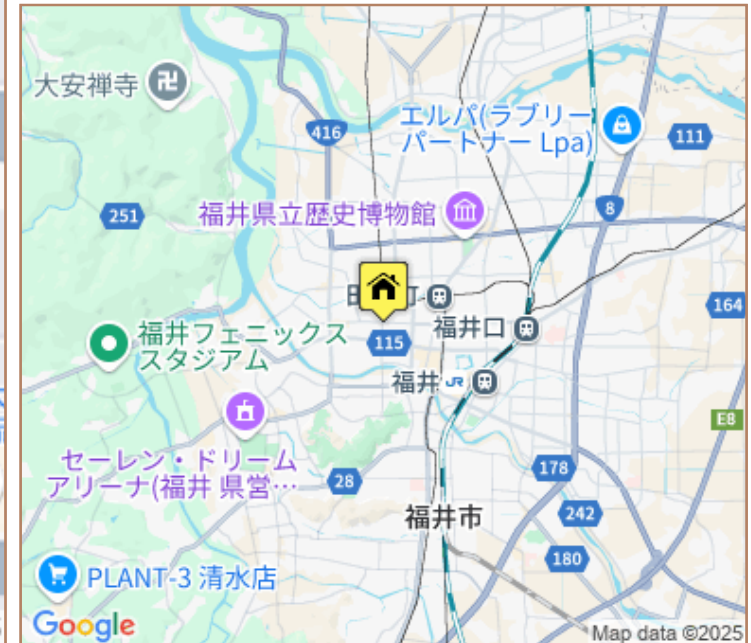 大安禅寺
416
エルパ(ラブリー
パートナー Lpa)
111
251
福井県立歴史博物館
8
町
164
福井フェニックス
スタジアム
115
福井口
福井
JR
E8
セーレン・ドリーム
アリーナ(福井 県営…
28
178
福井市
242
180
PLANT-3 清水店
Google
Map data ©2025